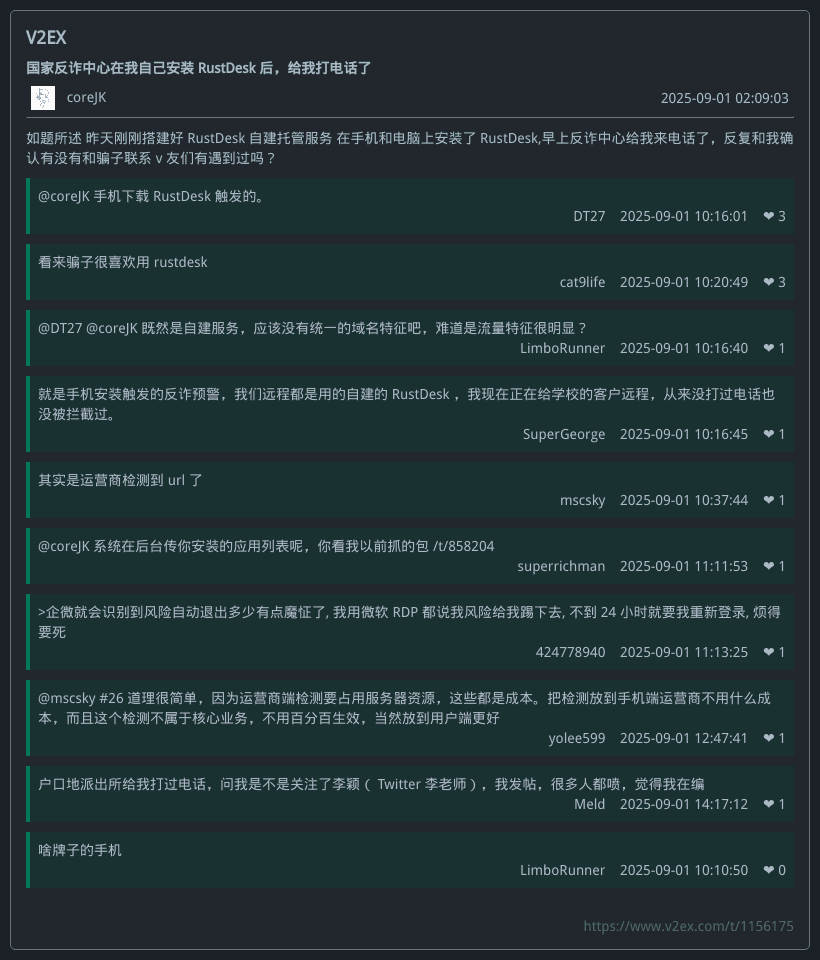 V2EX
国家反诈中心在我自己安装 RustDesk 后，给我打电话了
coreJK
2025-09-01 02:09:03
如题所述 昨天刚刚搭建好 RustDesk 自建托管服务 在手机和电脑上安装了 RustDesk,早上反诈中心给我来电话了，反复和我确
认有没有和骗子联系 v 友们有遇到过吗？
@coreJK 手机下载 RustDesk 触发的。
DT27 2025-09-01 10:16:01 ❤ 3
看来骗子很喜欢用 rustdesk
cat9life 2025-09-01 10:20:49 ❤ 3
@DT27 @coreJK 既然是自建服务，应该没有统一的域名特征吧，难道是流量特征很明显？
LimboRunner 2025-09-01 10:16:40 ❤ 1
就是手机安装触发的反诈预警，我们远程都是用的自建的 RustDesk ，我现在正在给学校的客户远程，从来没打过电话也
没被拦截过。
SuperGeorge 2025-09-01 10:16:45 ❤ 1
其实是运营商检测到 url 了
mscsky 2025-09-01 10:37:44 ❤ 1
@coreJK 系统在后台传你安装的应用列表呢，你看我以前抓的包 /t/858204
superrichman 2025-09-01 11:11:53 ❤ 1
>企微就会识别到风险自动退出多少有点魔怔了, 我用微软 RDP 都说我风险给我踢下去, 不到 24 小时就要我重新登录, 烦得
要死
424778940 2025-09-01 11:13:25 ❤ 1
@mscsky #26 道理很简单，因为运营商端检测要占用服务器资源，这些都是成本。把检测放到手机端运营商不用什么成
本，而且这个检测不属于核心业务，不用百分百生效，当然放到用户端更好
yolee599 2025-09-01 12:47:41 ❤ 1
户口地派出所给我打过电话，问我是不是关注了李颖（ Twitter 李老师），我发帖，很多人都喷，觉得我在编
Meld 2025-09-01 14:17:12 ❤ 1
啥牌子的手机
LimboRunner 2025-09-01 10:10:50 ❤ 0
https://www.v2ex.com/t/1156175